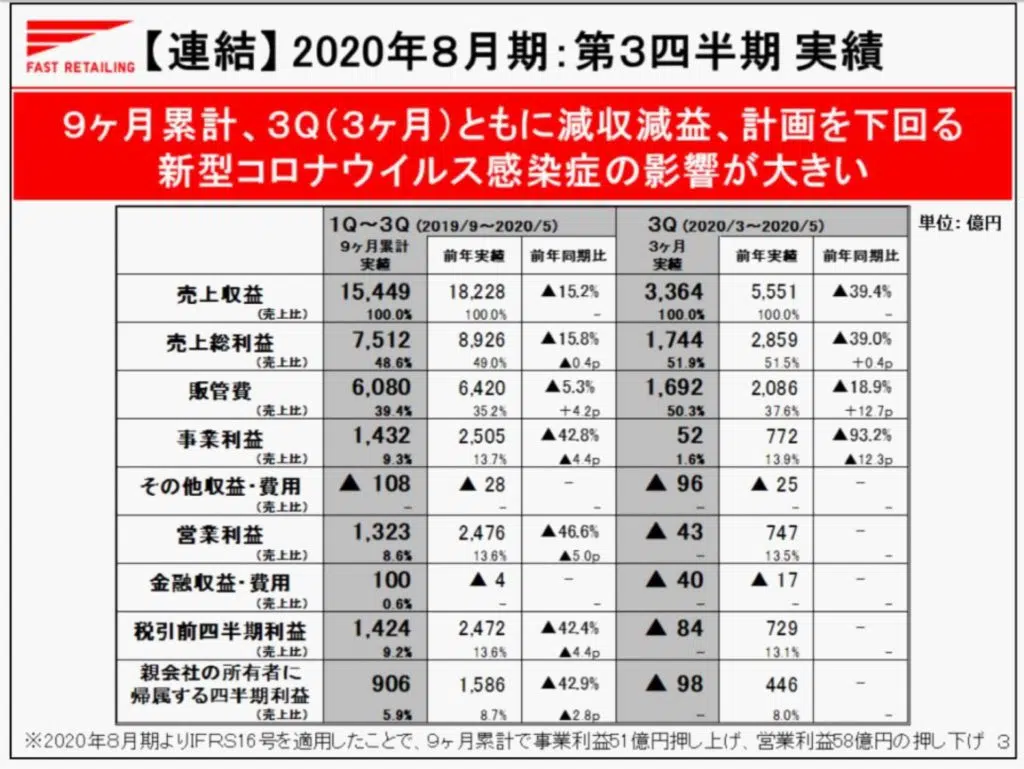 FAST RETAILING
【連結】2020年8月期：第3四半期 実績
9ヶ月累計、3Q（3ヶ月）ともに減収減益、計画を下回る
新型コロナウイルス感染症の影響が大きい
単位：億円
1Q～3Q（2019/9～2020/5） 3Q（2020/3～2020/5）
9ヶ月累計 実績 前年実績 前年同期比 3ヶ月 実績 前年実績 前年同期比
売上収益 15,449 18,228 ▲15.2% 3,364 5,551 ▲39.4%
（売上比） 100.0% 100.0% − 100.0% 100.0% −
売上総利益 7,512 8,926 ▲15.8% 1,744 2,859 ▲39.0%
（売上比） 48.6% 49.0% ▲0.4p 51.9% 51.5% +0.4p
販管費 6,080 6,420 ▲5.3% 1,692 2,086 ▲18.9%
（売上比） 39.4% 35.2% +4.2p 50.3% 37.6% +12.7p
事業利益 1,432 2,505 ▲42.8% 52 772 ▲93.2%
（売上比） 9.3% 13.7% ▲4.4p 1.6% 13.9% ▲12.3p
その他収益・費用 ▲ 108 ▲ 28 − ▲ 96 ▲ 25 −
（売上比） − − − − − −
営業利益 1,323 2,476 ▲46.6% ▲ 43 747 −
（売上比） 8.6% 13.6% ▲5.0p − 13.5% −
金融収益・費用 100 ▲ 4 − ▲ 40 ▲ 17 −
（売上比） 0.6% − − − − −
税引前四半期利益 1,424 2,472 ▲42.4% ▲ 84 729 −
（売上比） 9.2% 13.6% ▲4.4p − 13.1% −
親会社の所有者に
帰属する四半期利益 906 1,586 ▲42.9% ▲ 98 446 −
（売上比） 5.9% 8.7% ▲2.8p − 8.0% −
※2020年8月期よりIFRS16号を適用したことで、9ヶ月累計で事業利益51億円押し上げ、営業利益58億円の押し下げ 3